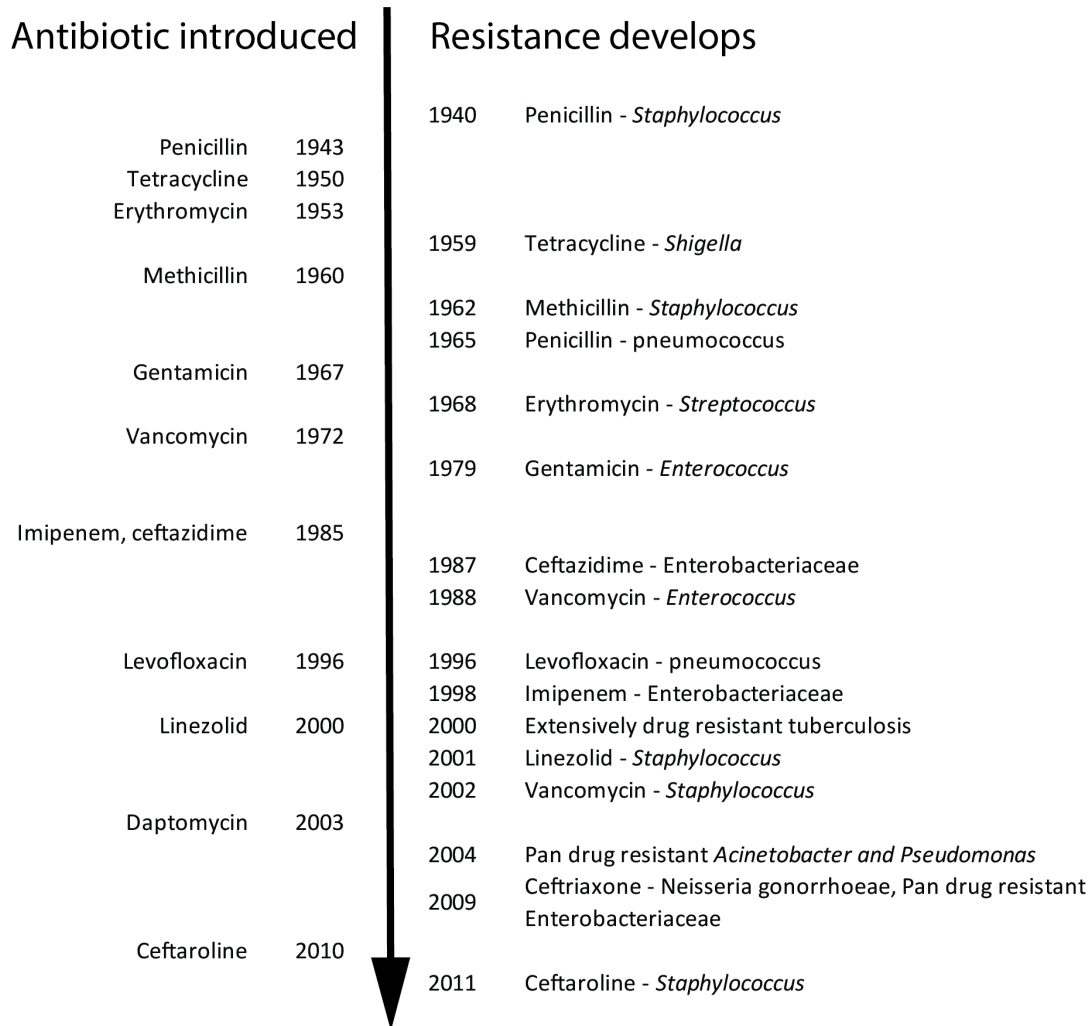 Antibiotic introduced Resistance develops
1940 Penicillin - Staphylococcus
Penicillin 1943
Tetracycline 1950
Erythromycin 1953
1959 Tetracycline - Shigella
Methicillin 1960
1962 Methicillin - Staphylococcus
1965 Penicillin - pneumococcus
Gentamicin 1967
1968 Erythromycin - Streptococcus
Vancomycin 1972
1979 Gentamicin - Enterococcus
Imipenem, ceftazidime 1985
1987 Ceftazidime - Enterobacteriaceae
1988 Vancomycin - Enterococcus
Levofloxacin 1996 1996 Levofloxacin - pneumococcus
1998 Imipenem - Enterobacteriaceae
Linezolid 2000 2000 Extensively drug resistant tuberculosis
2001 Linezolid - Staphylococcus
2002 Vancomycin - Staphylococcus
Daptomycin 2003
2004 Pan drug resistant Acinetobacter and Pseudomonas
2009 Ceftriaxone - Neisseria gonorrhoeae, Pan drug resistant
Enterobacteriaceae
Ceftaroline 2010
2011 Ceftaroline - Staphylococcus